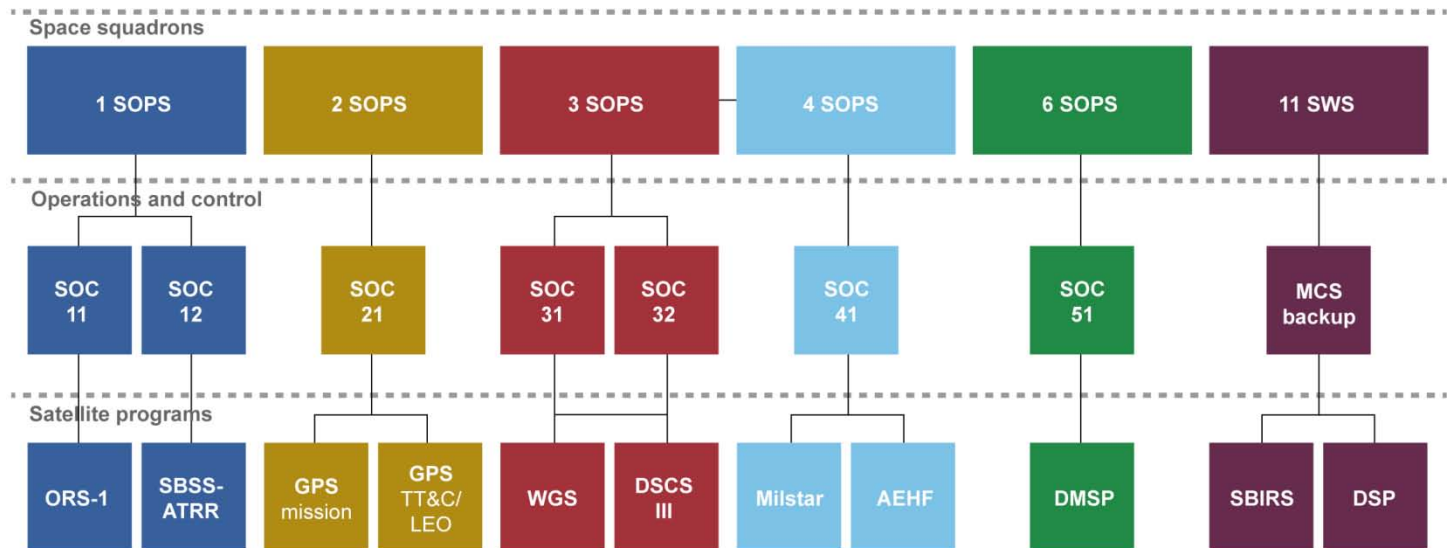 Space squadrons
1 SOPS
2 SOPS
3 SOPS
4 SOPS
6 SOPS
11 SWS
Operations and control
SOC
11
SOC
12
SOC
21
SOC
31
SOC
32
SOC
41
SOC
51
MCS
backup
Satellite programs
ORS-1
SBSS-
ATRR
GPS
mission
GPS
TT&C/
LEO
WGS
DSCS
III
Milstar
AEHF
DMSP
SBIRS
DSP